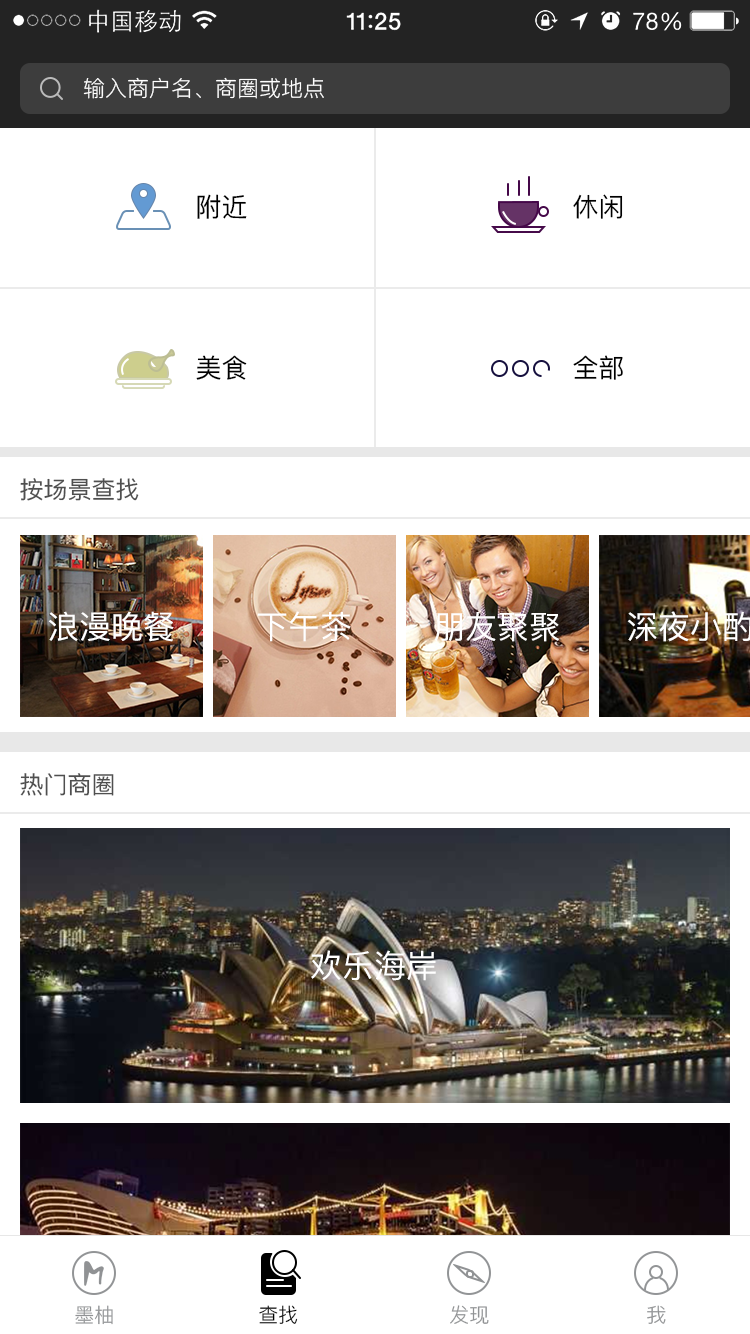 中国移动 11:25 78%
输入商户名、商圈或地点
附近
休闲
美食
全部
按场景查找
浪漫晚餐
下午茶
朋友聚聚
深夜小酌
热门商圈
欢乐海岸
墨柚
查找
发现
我